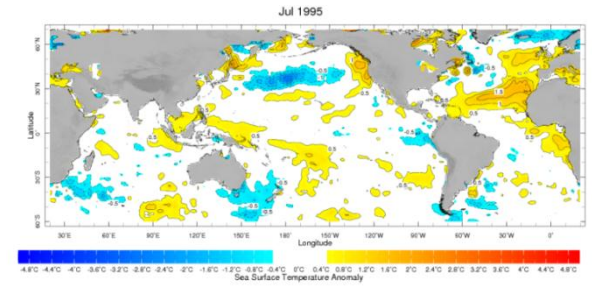 Jul 1995
60°N
30°N
0°
30°S
60°S
Latitude
30°E 60°E 90°E 120°E 150°E 180° 150°W 120°W 90°W 60°W 30°W 0°
Longitude
-4.8°C -4.4°C -4°C -3.6°C -3.2°C -2.8°C -2.4°C -2°C -1.6°C -1.2°C -0.8°C -0.4°C 0°C 0.4°C 0.8°C 1.2°C 1.6°C 2°C 2.4°C 2.8°C 3.2°C 3.6°C 4°C 4.4°C 4.8°C
Sea Surface Temperature Anomaly